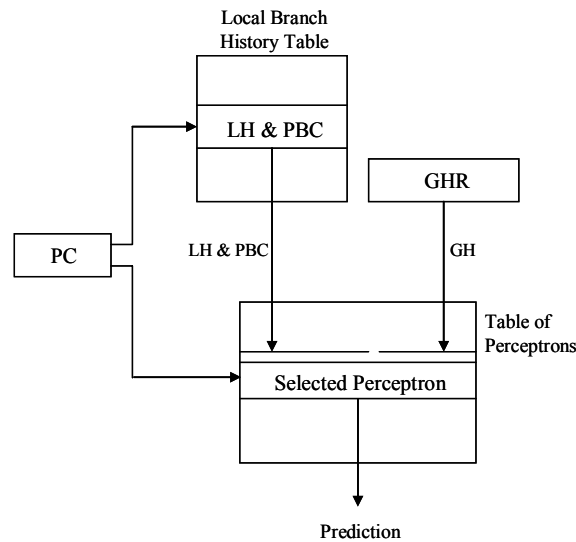 Local Branch
History Table
LH & PBC
GHR
PC
LH & PBC
GH
Table of
Perceptrons
Selected Perceptron
Prediction